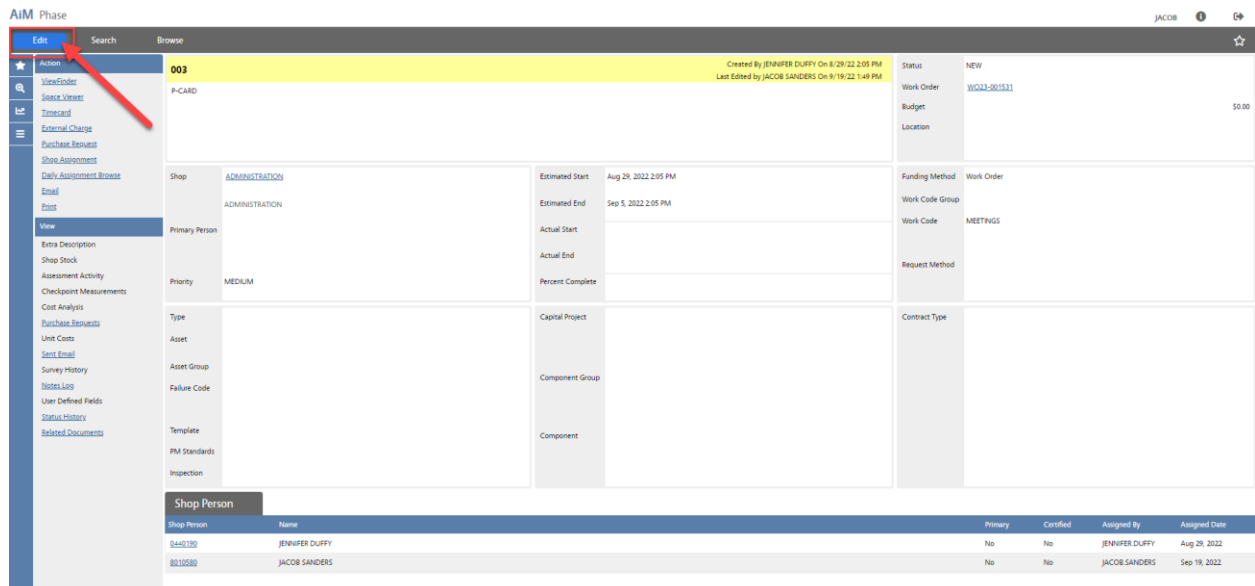 AiM Phase
JACOB
Edit Search Browse
Action
ViewFinder
Space Viewer
Timecard
External Charge
Purchase Request
Shop Assignment
Daily Assignment Browse
Email
Print
View
Extra Description
Shop Stock
Assessment Activity
Checkpoint Measurements
Cost Analysis
Purchase Requests
Unit Costs
Sent Email
Survey History
Notes Log
User Defined Fields
Status History
Related Documents
003
Created By JENNIFER DUFFY On 8/29/22 2:05 PM
Last Edited by JACOB SANDERS On 9/19/22 1:49 PM
P-CARD
Status NEW
Work Order WO23-001531
Budget $0.00
Location
Shop ADMINISTRATION
ADMINISTRATION
Primary Person
Priority MEDIUM
Estimated Start Aug 29, 2022 2:05 PM
Estimated End Sep 5, 2022 2:05 PM
Actual Start
Actual End
Percent Complete
Funding Method Work Order
Work Code Group
Work Code MEETINGS
Request Method
Type
Asset
Asset Group
Failure Code
Template
PM Standards
Inspection
Capital Project
Component Group
Component
Contract Type
Shop Person
Shop Person Name Primary Certified Assigned By Assigned Date
0440190 JENNIFER DUFFY No No JENNIFER.DUFFY Aug 29, 2022
8010580 JACOB SANDERS No No JACOB.SANDERS Sep 19, 2022